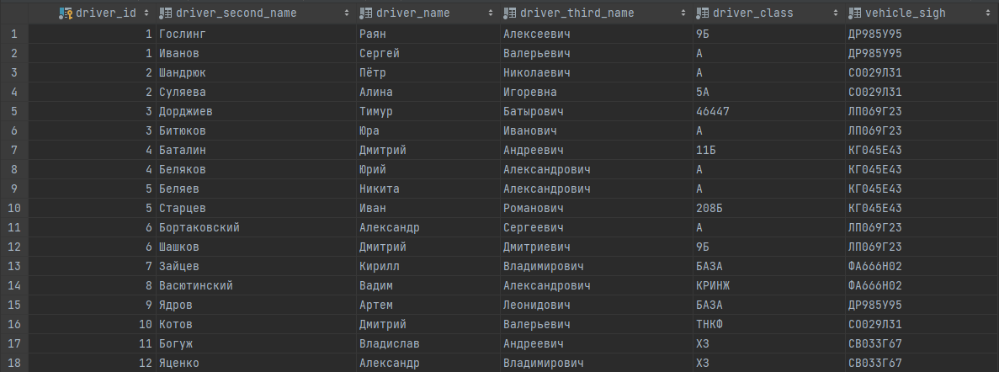 driver_id driver_second_name driver_name driver_third_name driver_class vehicle_sigh
1 1 Гослинг Раян Алексеевич 9Б ДР985У95
2 1 Иванов Сергей Валерьевич А ДР985У95
3 2 Шандрюк Пётр Николаевич А СО029Л31
4 2 Суляева Алина Игоревна 5А СО029Л31
5 3 Дорджиев Тимур Батырович 46447 ЛП069Г23
6 3 Битюков Юра Иванович А ЛП069Г23
7 4 Баталин Дмитрий Андреевич 11Б КГ045Е43
8 4 Беляков Юрий Александрович А КГ045Е43
9 5 Беляев Никита Александрович А КГ045Е43
10 5 Старцев Иван Романович 208Б КГ045Е43
11 6 Бортаковский Александр Сергеевич А ЛП069Г23
12 6 Шашков Дмитрий Дмитриевич 9Б ЛП069Г23
13 7 Зайцев Кирилл Владимирович БАЗА ФА666Н02
14 8 Васютинский Вадим Александрович КРИНЖ ФА666Н02
15 9 Ядров Артем Леонидович БАЗА ДР985У95
16 10 Котов Дмитрий Валерьевич ТНКФ СО029Л31
17 11 Богуж Владислав Андреевич ХЗ СВ033Г67
18 12 Яценко Александр Владимирович ХЗ СВ033Г67